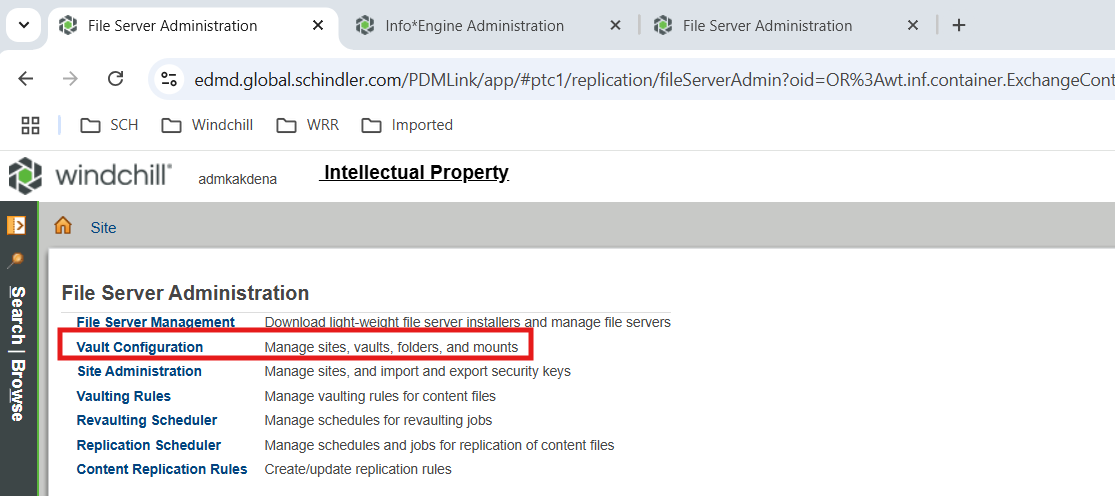 File Server Administration Info*Engine Administration File Server Administration
edmd.global.schindler.com/PDMLink/app/#ptc1/replication/fileServerAdmin?oid=OR%3Awt.inf.container.ExchangeCont
SCH Windchill WRR Imported
windchill® admkakdena Intellectual Property
Site
Search | Browse
File Server Administration
File Server Management Download light-weight file server installers and manage file servers
Vault Configuration Manage sites, vaults, folders, and mounts
Site Administration Manage sites, and import and export security keys
Vaulting Rules Manage vaulting rules for content files
Revaulting Scheduler Manage schedules for revaulting jobs
Replication Scheduler Manage schedules and jobs for replication of content files
Content Replication Rules Create/update replication rules